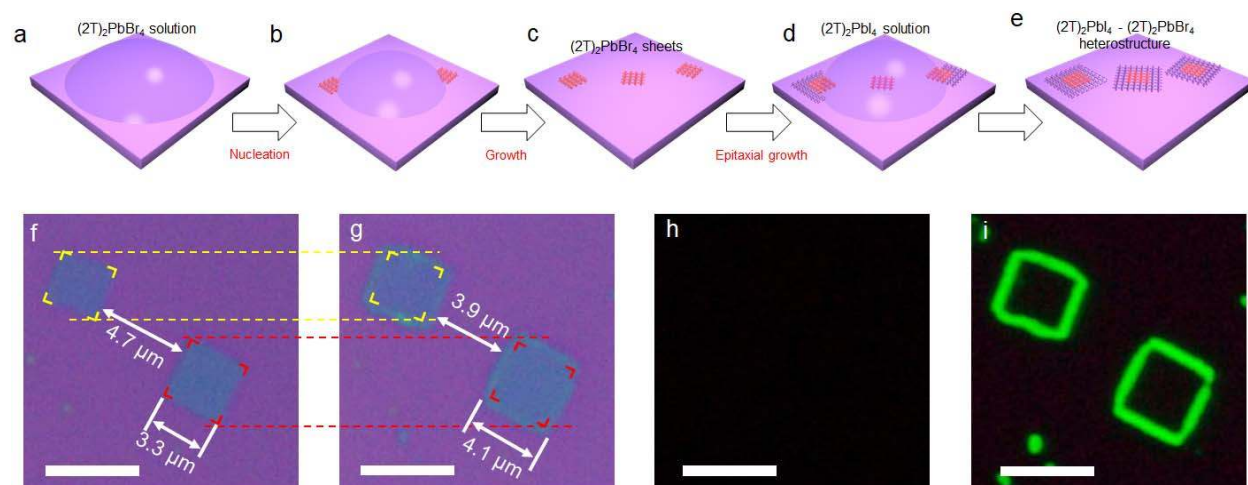 a
(2T)₂PbBr₄ solution
b
c
(2T)₂PbBr₄ sheets
d
(2T)₂PbI₄ solution
e
(2T)₂PbI₄ - (2T)₂PbBr₄
heterostructure
Nucleation
Growth
Epitaxial growth
f
4.7 µm
3.3 µm
g
3.9 µm
4.1 µm
h
i